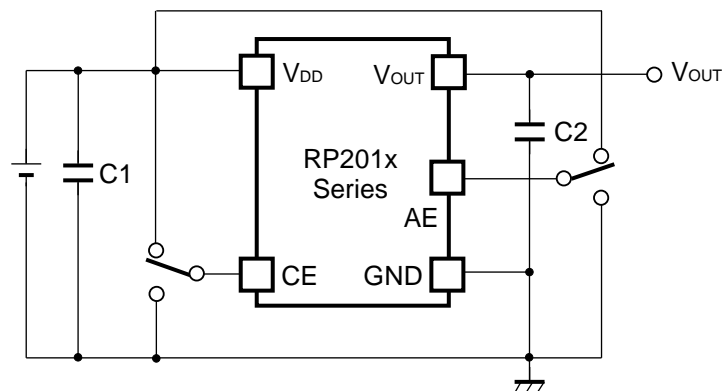 VDD
VOUT
VOUT
C1
C2
RP201x
Series
AE
CE
GND